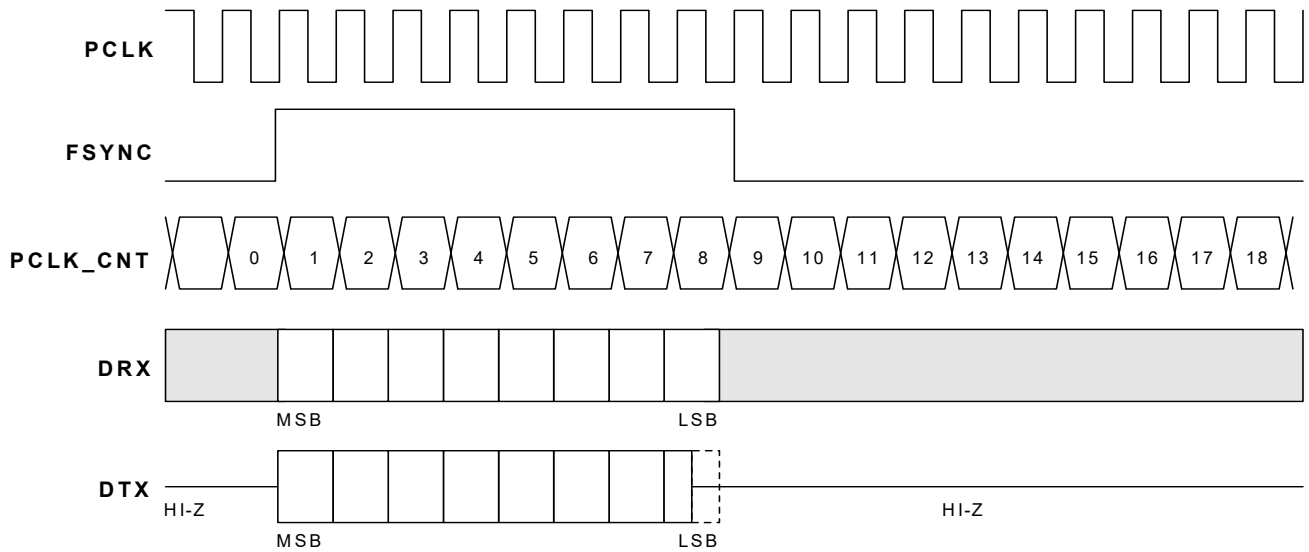 PCLK
FSYNC
PCLK_CNT 0 1 2 3 4 5 6 7 8 9 10 11 12 13 14 15 16 17 18
DRX
MSB LSB
DTX
HI-Z HI-Z
MSB LSB